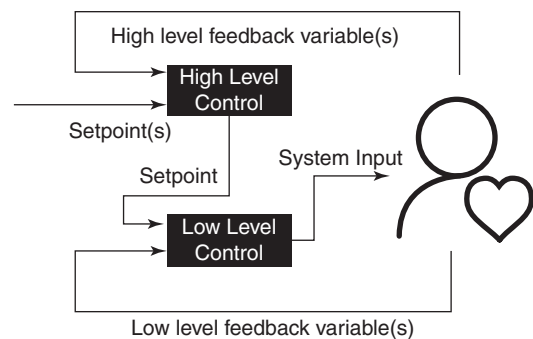 High level feedback variable(s)
High Level
Control
Setpoint(s)
Setpoint
System Input
Low Level
Control
Low level feedback variable(s)